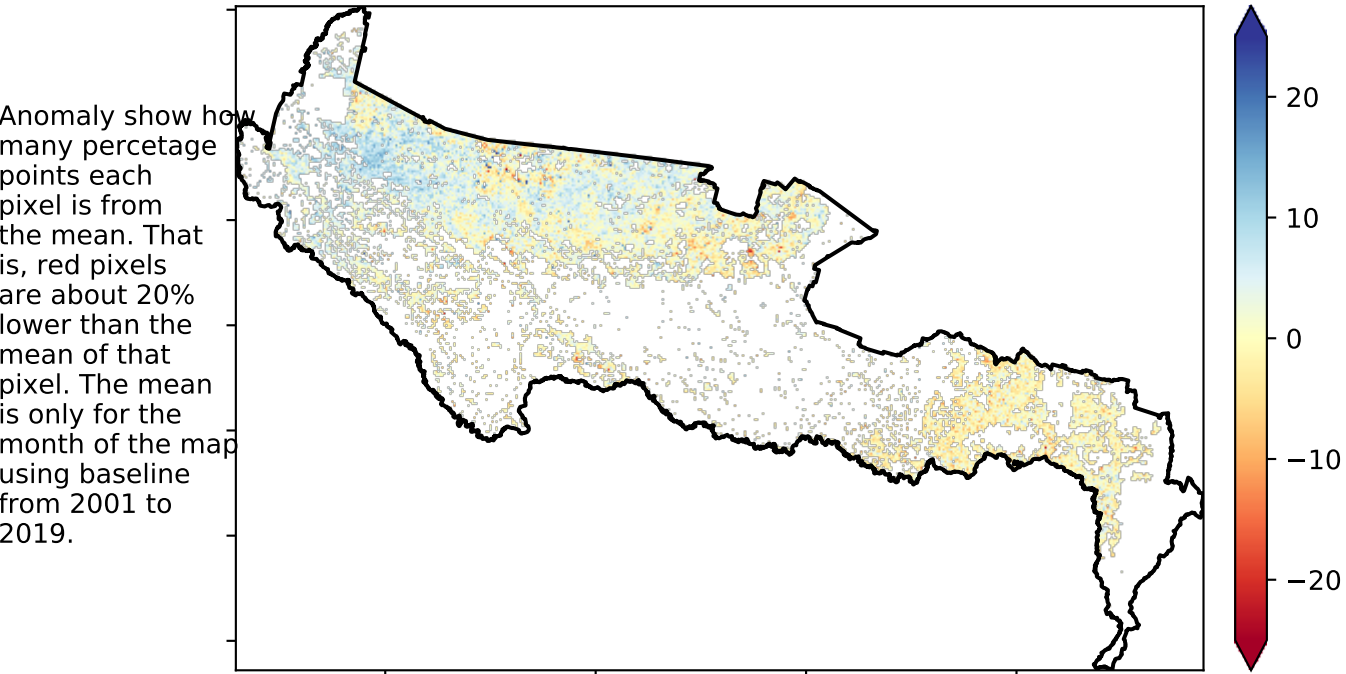 Anomaly show how
many percetage
points each
pixel is from
the mean. That
is, red pixels
are about 20%
lower than the
mean of that
pixel. The mean
is only for the
month of the map
using baseline
from 2001 to
2019.
20
10
0
−10
−20